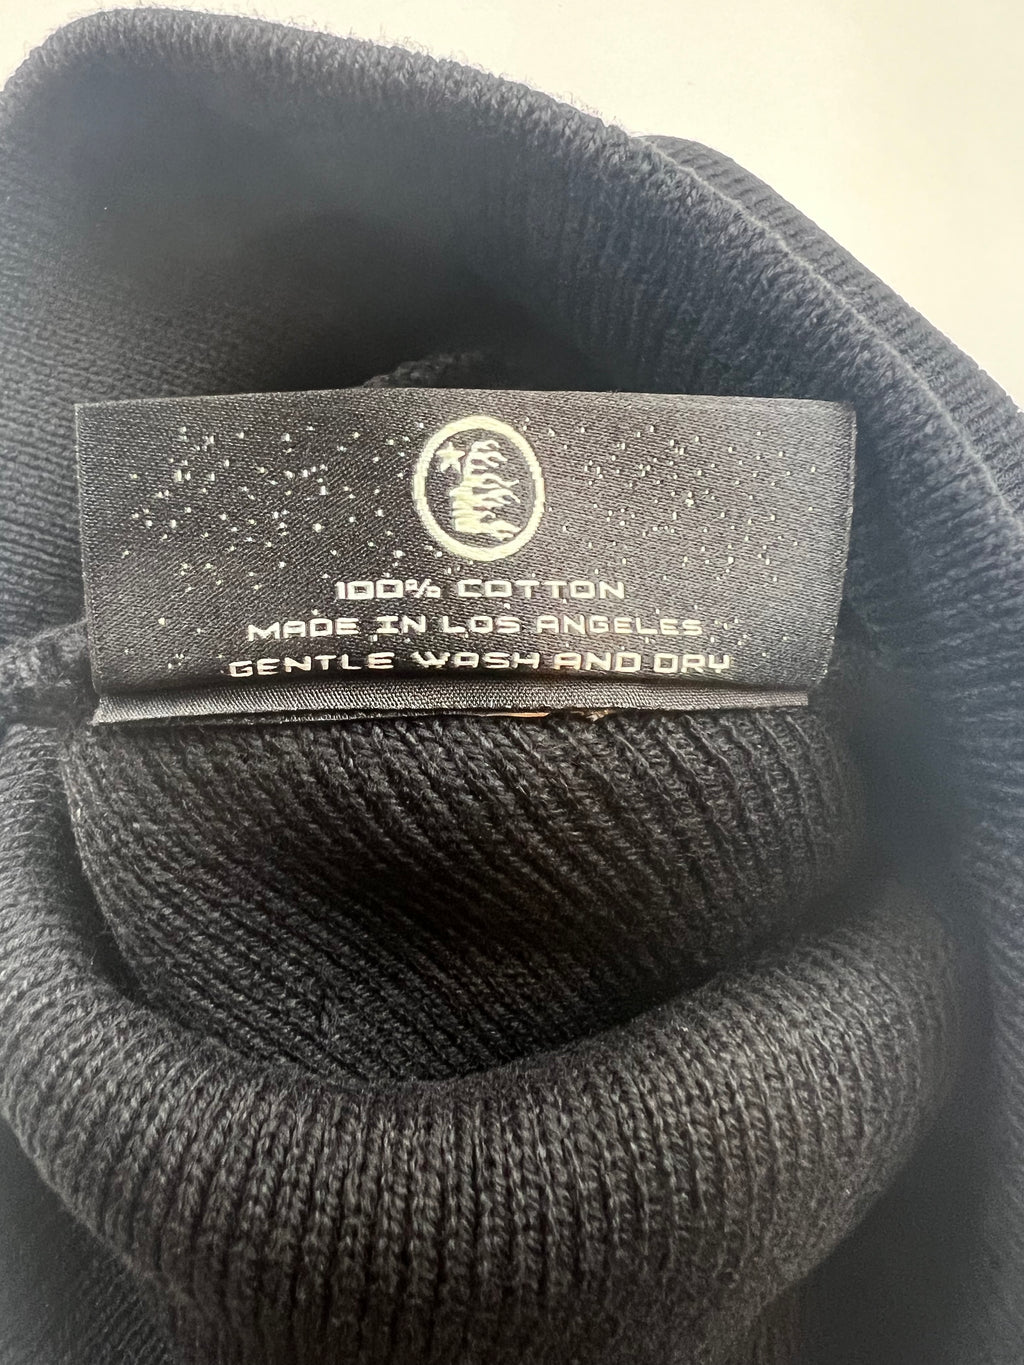 100% COTTON
MADE IN LOS ANGELES
GENTLE WASH AND DRY